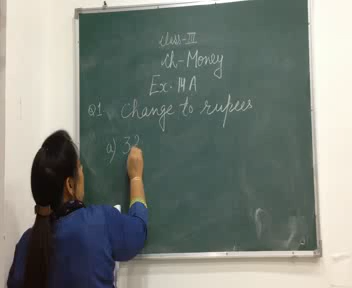 Class-III
Ch-Money
Ex-14A
Q1. Change to rupees
a) 32